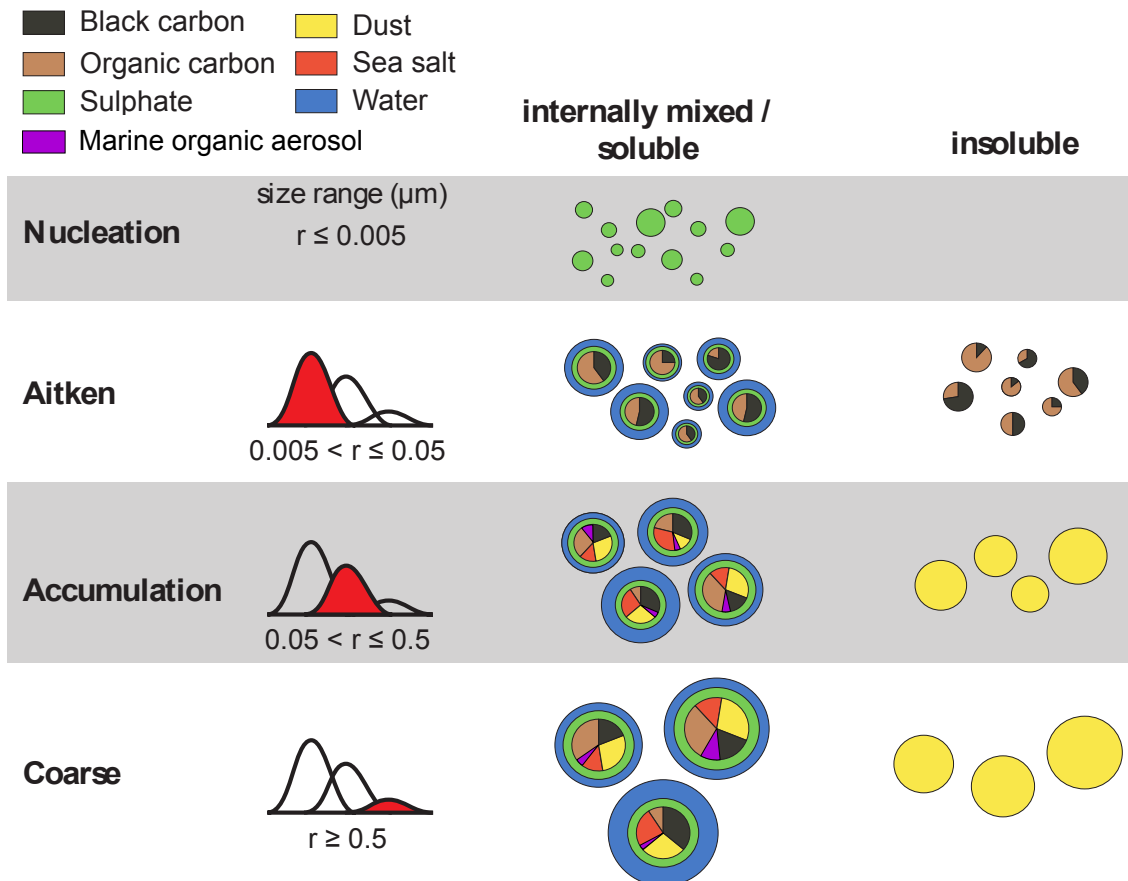 Black carbon
Organic carbon
Sulphate
Marine organic aerosol
Dust
Sea salt
Water
internally mixed /
soluble
insoluble
Nucleation
size range (µm)
r ≤ 0.005
Aitken
0.005 < r ≤ 0.05
Accumulation
0.05 < r ≤ 0.5
Coarse
r ≥ 0.5